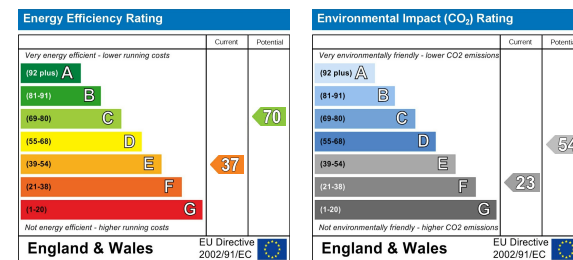 Energy Efficiency Rating
Current Potential
Very energy efficient - lower running costs
(92 plus) A
(81-91) B
(69-80) C
70
(55-68) D
(39-54) E
37
(21-38) F
(1-20) G
Not energy efficient - higher running costs
England & Wales
EU Directive
2002/91/EC
Environmental Impact (CO₂) Rating
Current Potentia
Very environmentally friendly - lower CO2 emissions
(92 plus) A
(81-91) B
(69-80) C
(55-68) D
54
(39-54) E
(21-38) F
23
(1-20) G
Not environmentally friendly - higher CO2 emissions
England & Wales
EU Directive
2002/91/EC